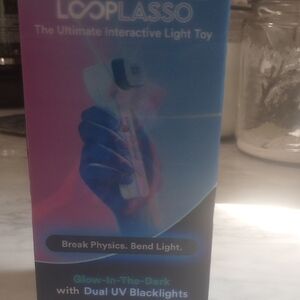 LOOPLASSO
The Ultimate Interactive Light Toy
Break Physics. Bend Light.
Glow-In-The-Dark
with Dual UV Blacklights